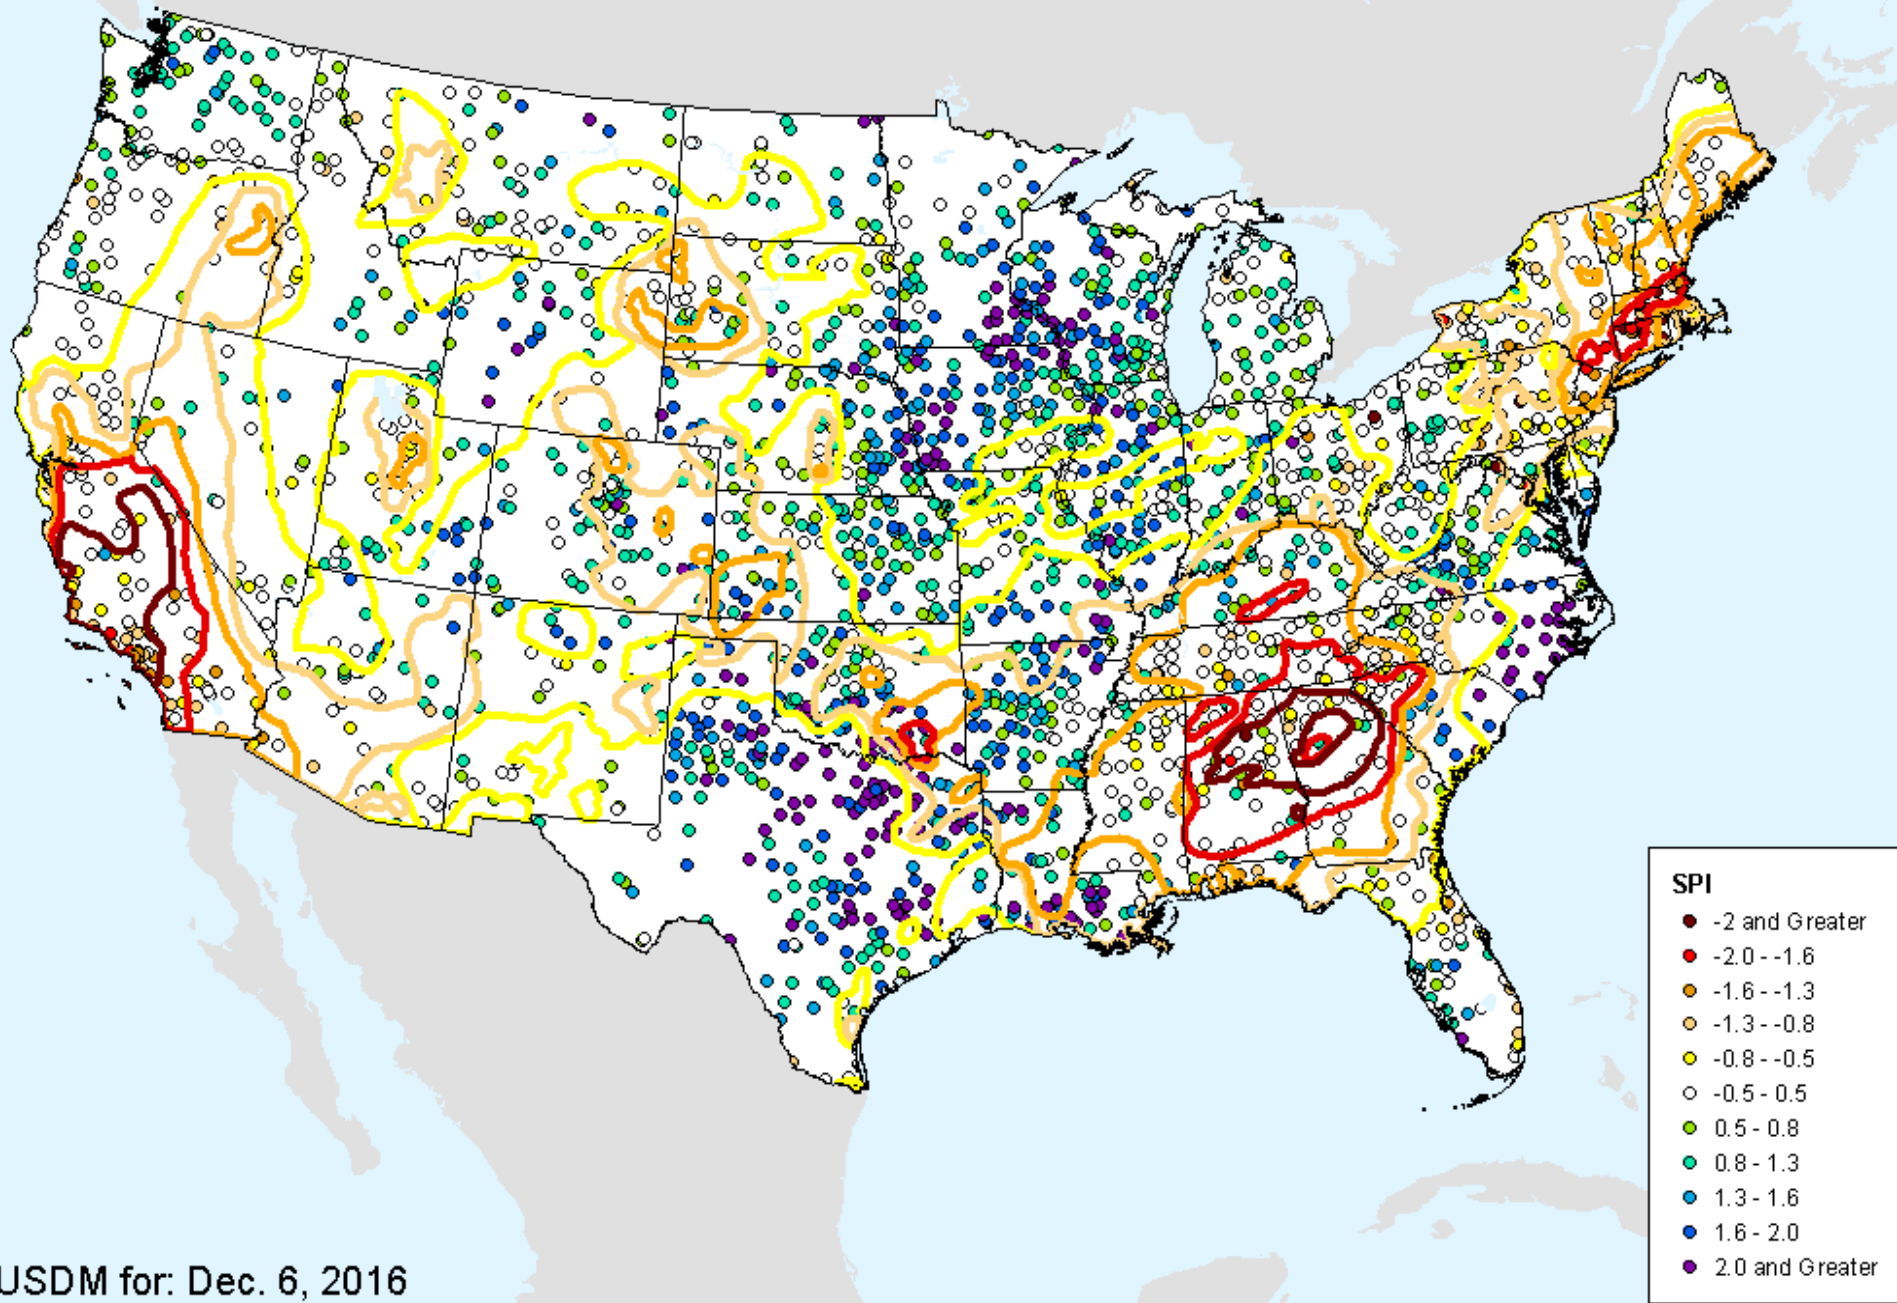 SPI
-2 and Greater
-2.0 - -1.6
-1.6 - -1.3
-1.3 - -0.8
-0.8 - -0.5
-0.5 - 0.5
0.5 - 0.8
0.8 - 1.3
1.3 - 1.6
1.6 - 2.0
2.0 and Greater
USDM for: Dec. 6, 2016